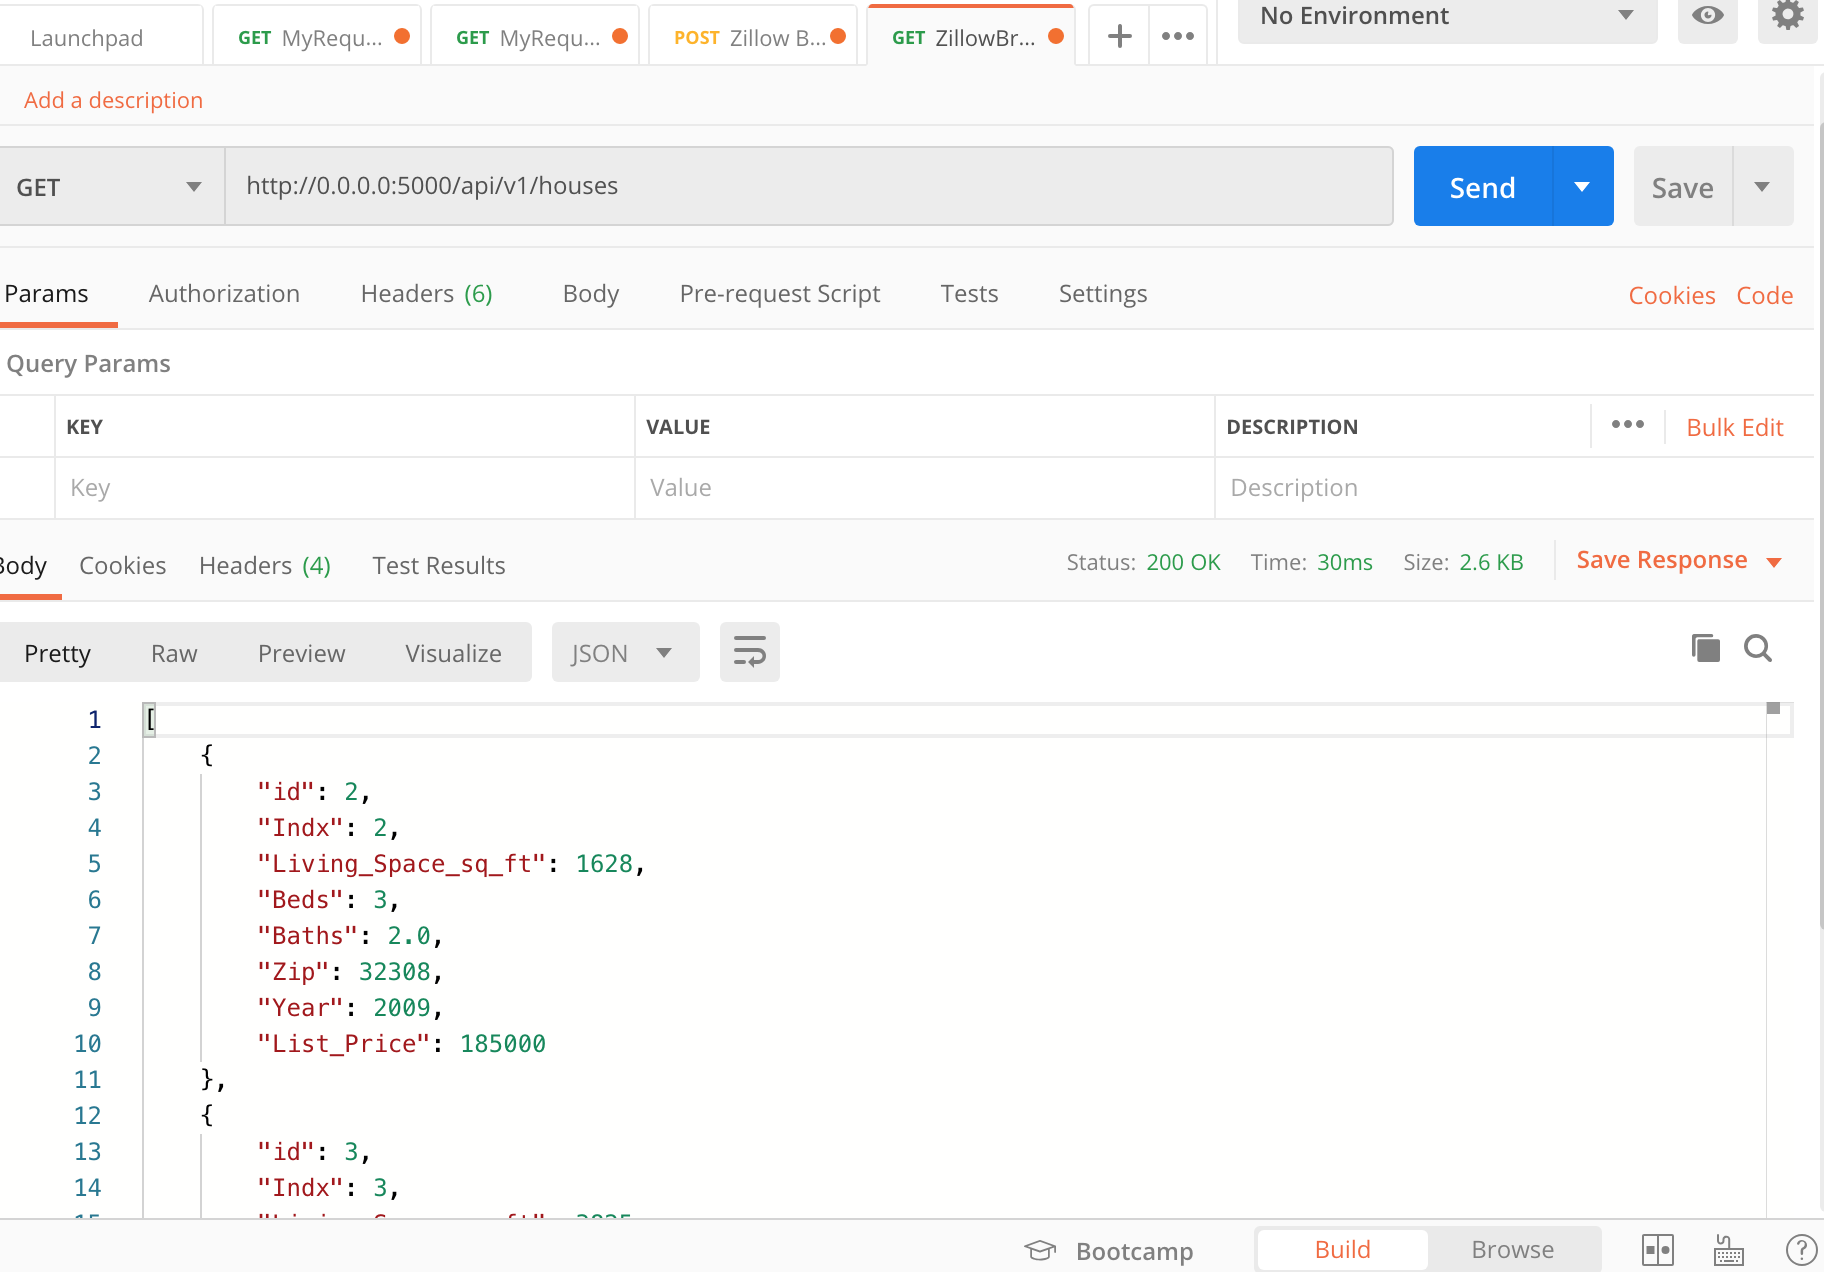 Launchpad
GET MyRequ...
GET MyRequ...
POST Zillow B...
GET ZillowBr...
No Environment
Add a description
GET
http://0.0.0.0:5000/api/v1/houses
Send
Save
Params
Authorization
Headers (6)
Body
Pre-request Script
Tests
Settings
Cookies
Code
Query Params
KEY
VALUE
DESCRIPTION
Bulk Edit
Key
Value
Description
Body
Cookies
Headers (4)
Test Results
Status: 200 OK
Time: 30ms
Size: 2.6 KB
Save Response
Pretty
Raw
Preview
Visualize
JSON
1 [
2 {
3 "id": 2,
4 "Indx": 2,
5 "Living_Space_sq_ft": 1628,
6 "Beds": 3,
7 "Baths": 2.0,
8 "Zip": 32308,
9 "Year": 2009,
10 "List_Price": 185000
11 },
12 {
13 "id": 3,
14 "Indx": 3,
Bootcamp
Build
Browse